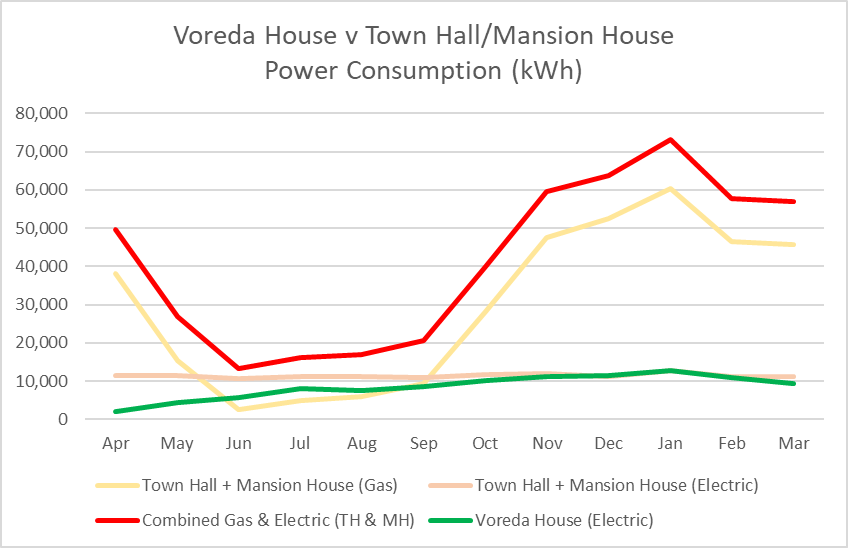 Voreda House v Town Hall/Mansion House
Power Consumption (kWh)
80,000
70,000
60,000
50,000
40,000
30,000
20,000
10,000
0
Apr May Jun Jul Aug Sep Oct Nov Dec Jan Feb Mar
Town Hall + Mansion House (Gas) Town Hall + Mansion House (Electric)
Combined Gas & Electric (TH & MH) Voreda House (Electric)